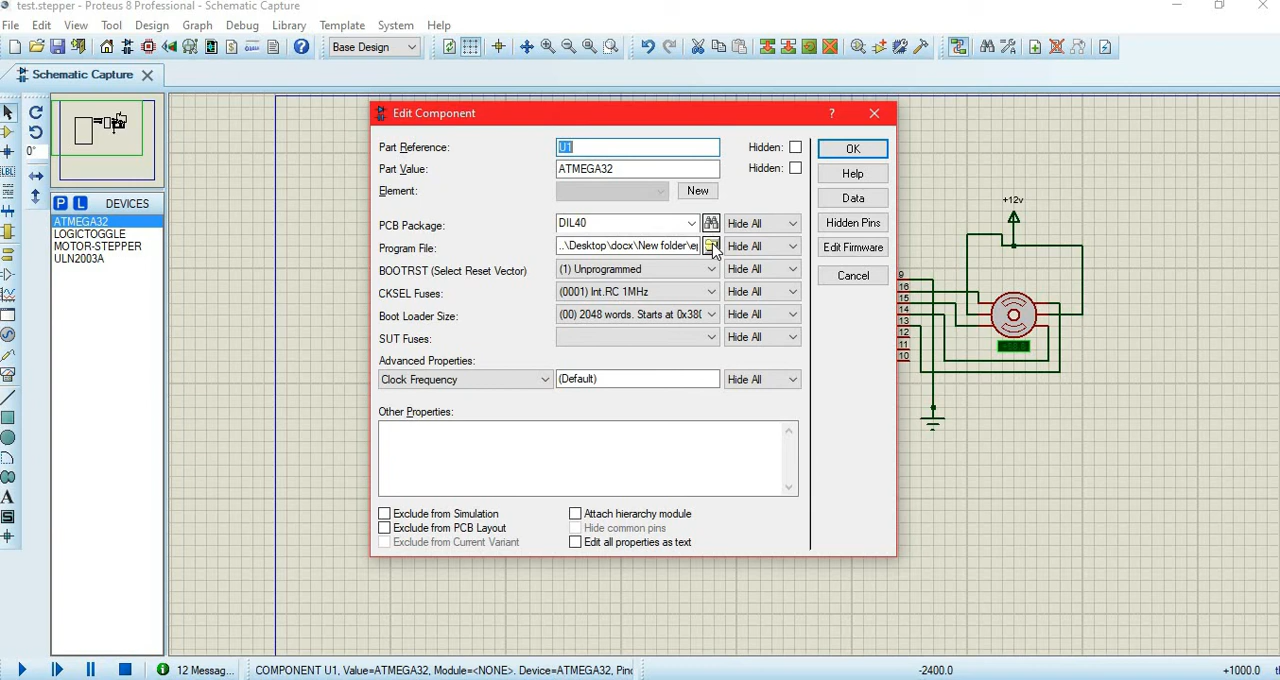 test.stepper - Proteus 8 Professional - Schematic Capture
File Edit View Tool Design Graph Debug Library Template System Help
Base Design
Schematic Capture
Edit Component
Part Reference: U1 Hidden: OK
Part Value: ATMEGA32 Hidden: Help
Element: New Data
PCB Package: DIL40 Hide All Hidden Pins
Program File: ..\Desktop\docx\New folder\ep Hide All Edit Firmware
BOOTRST (Select Reset Vector) (1) Unprogrammed Hide All Cancel
CKSEL Fuses: (0001) Int.RC 1MHz Hide All
Boot Loader Size: (00) 2048 words. Starts at 0x380 Hide All
SUT Fuses: Hide All
Advanced Properties:
Clock Frequency (Default) Hide All
Other Properties:
Exclude from Simulation Attach hierarchy module
Exclude from PCB Layout Hide common pins
Exclude from Current Variant Edit all properties as text
0°
LBL
P L DEVICES
ATMEGA32
LOGICTOGGLE
MOTOR-STEPPER
ULN2003A
A
+12v
9
16
15
14
13
12
11
10
12 Messag... COMPONENT U1, Value=ATMEGA32, Module=<NONE>. Device=ATMEGA32, Pinc -2400.0 +1000.0 th